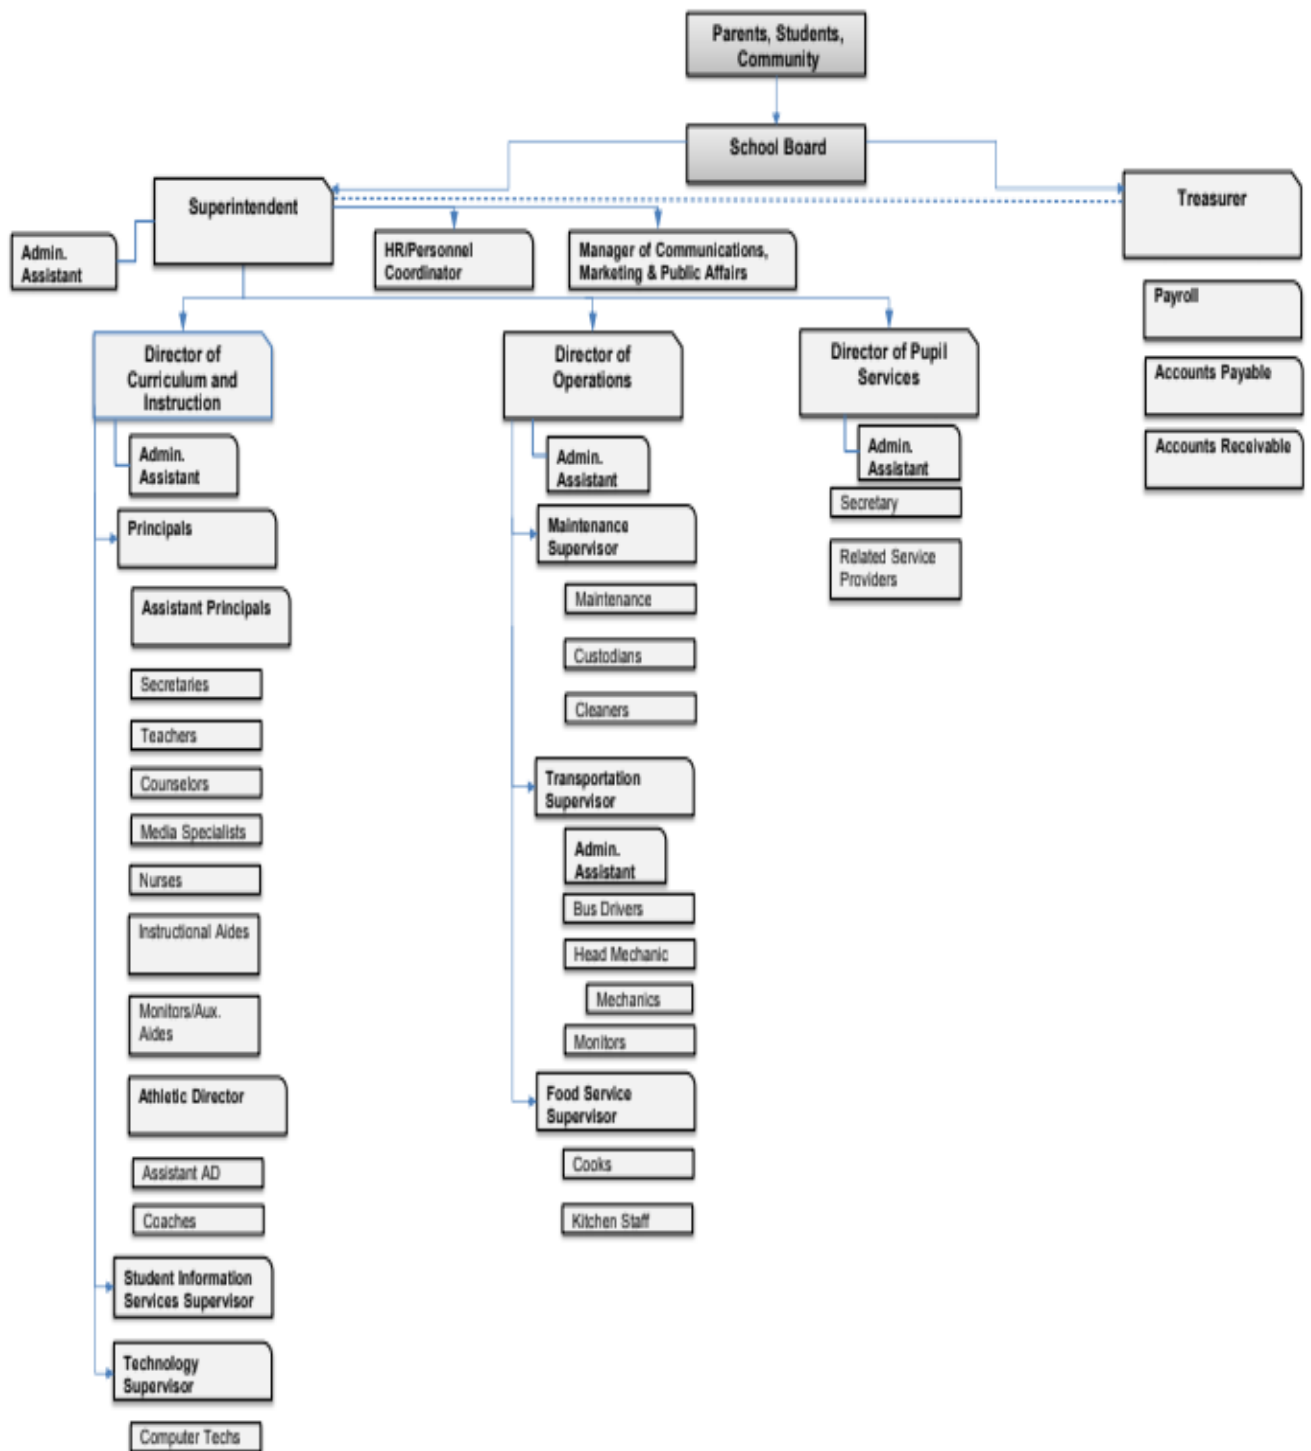 Parents, Students,
Community
School Board
Superintendent
Treasurer
Admin.
Assistant
HR/Personnel
Coordinator
Manager of Communications,
Marketing & Public Affairs
Payroll
Accounts Payable
Accounts Receivable
Director of
Curriculum and
Instruction
Admin.
Assistant
Principals
Assistant Principals
Secretaries
Teachers
Counselors
Media Specialists
Nurses
Instructional Aides
Monitors/Aux.
Aides
Athletic Director
Assistant AD
Coaches
Student Information
Services Supervisor
Technology
Supervisor
Computer Techs
Director of
Operations
Admin.
Assistant
Maintenance
Supervisor
Maintenance
Custodians
Cleaners
Transportation
Supervisor
Admin.
Assistant
Bus Drivers
Head Mechanic
Mechanics
Monitors
Food Service
Supervisor
Cooks
Kitchen Staff
Director of Pupil
Services
Admin.
Assistant
Secretary
Related Service
Providers